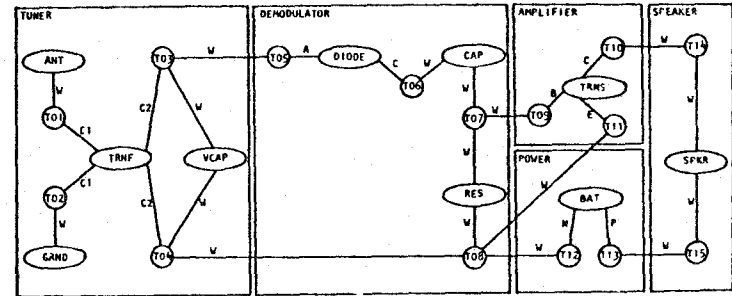 TUNER
DEMODULATOR
AMPLIFIER
SPEAKER
ANT
W
T01
C1
TRNF
C1
T02
W
GRND
T03
C2
W
VCAP
C2
W
T04
W
T05
A
DIODE
C
T06
W
CAP
W
T07
W
W
RES
W
T08
W
T09
B
TRNS
C
T10
E
T11
W
W
T14
W
SPKR
W
T15
POWER
BAT
N
P
W
T12
T13
W